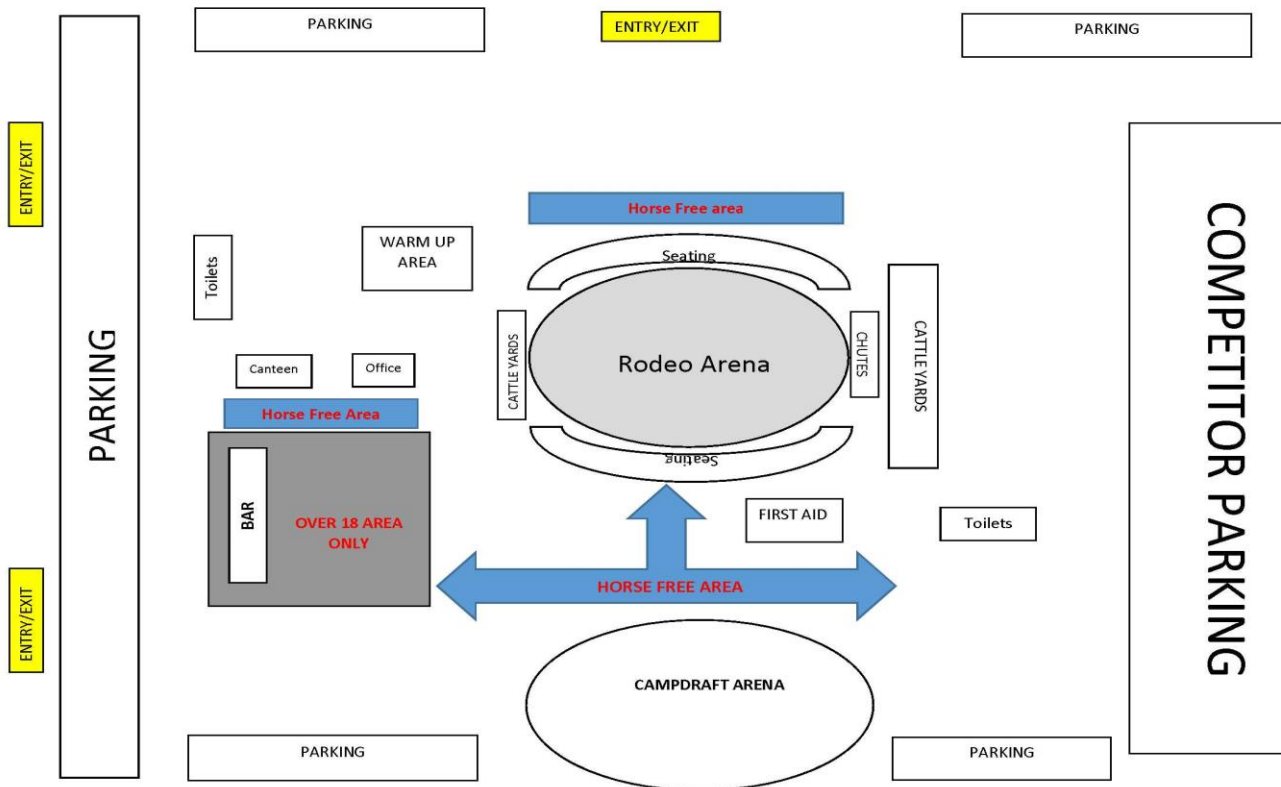 PARKING
ENTRY/EXIT
PARKING
ENTRY/EXIT
Horse Free area
WARM UP
AREA
Seating
Toilets
COMPETITOR PARKING
PARKING
CATTLE YARDS
Rodeo Arena
CHUTES
CATTLE YARDS
Canteen
Office
Horse Free Area
Seating
BAR
OVER 18 AREA
ONLY
FIRST AID
Toilets
HORSE FREE AREA
ENTRY/EXIT
CAMPDRAFT ARENA
PARKING
PARKING